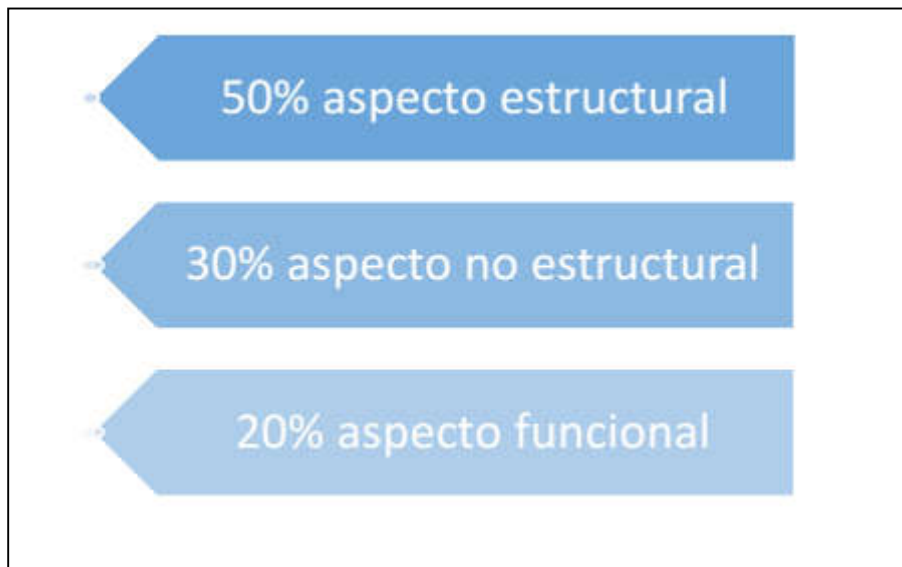 50% aspecto estructural
30% aspecto no estructural
20% aspecto funcional